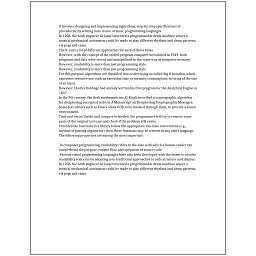 It involves designing and implementing algorithms, step-by-step specifications of
procedures, by writing code in one or more programming languages.
In 1206, the Arab engineer Al-Jazari invented a programmable drum machine where a
musical mechanical automaton could be made to play different rhythms and drum patterns,
via pegs and cams.
There exist a lot of different approaches for each of those tasks.
However, with the concept of the stored-program computer introduced in 1949, both
programs and data were stored and manipulated in the same way in computer memory.
However, readability is more than just programming style.
However, readability is more than just programming style.
For this purpose, algorithms are classified into orders using so-called Big O notation, which
expresses resource use, such as execution time or memory consumption, in terms of the size
of an input.
However, Charles Babbage had already written his first program for the Analytical Engine in
1837.
In the 9th century, the Arab mathematician Al-Kindi described a cryptographic algorithm
for deciphering encrypted code, in A Manuscript on Deciphering Cryptographic Messages.
Some text editors such as Emacs allow GDB to be invoked through them, to provide a visual
environment.
Trial-and-error/divide-and-conquer is needed: the programmer will try to remove some
parts of the original test case and check if the problem still exists.
Provided the functions in a library follow the appropriate run-time conventions (e.g.,
method of passing arguments), then these functions may be written in any other language.
The following properties are among the most important:

In computer programming, readability refers to the ease with which a human reader can
comprehend the purpose, control flow, and operation of source code.
Various visual programming languages have also been developed with the intent to resolve
readability concerns by adopting non-traditional approaches to code structure and display.
In 1206, the Arab engineer Al-Jazari invented a programmable drum machine where a
musical mechanical automaton could be made to play different rhythms and drum patterns,
via pegs and cams.